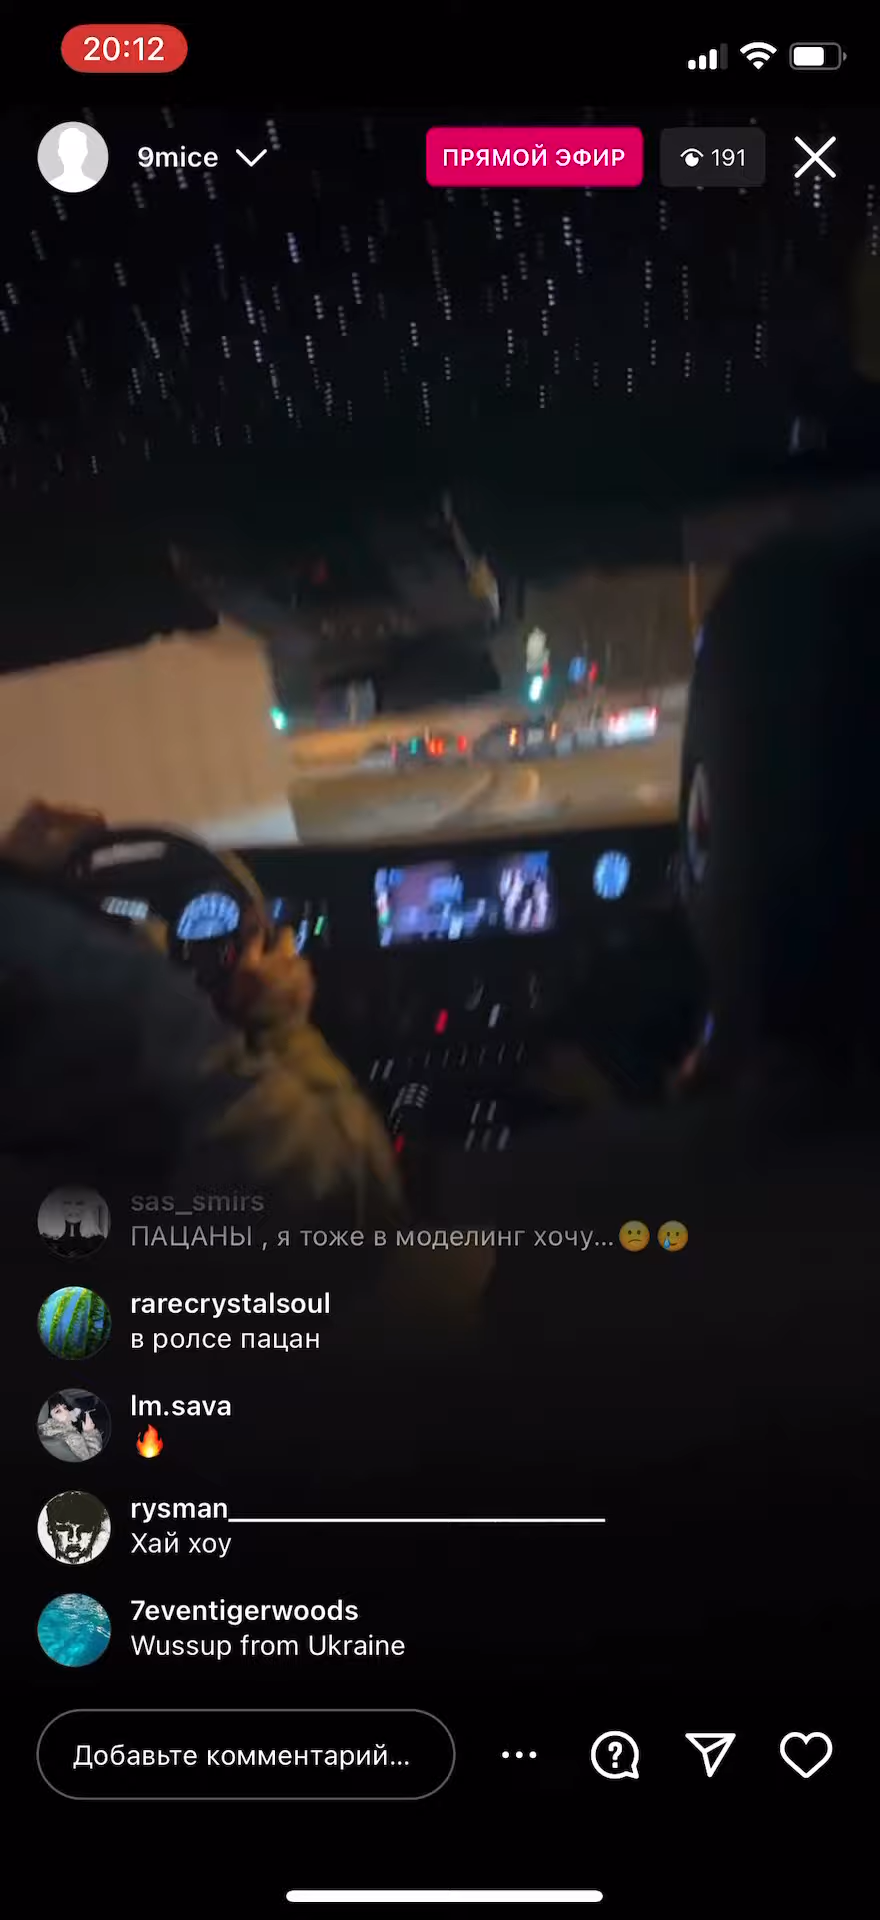 20:12
9mice
ПРЯМОЙ ЭФИР
191
sas_smirs
ПАЦАНЫ , я тоже в моделинг хочу...😕🥲
rarecrystalsoul
в ролсе пацан
lm.sava
🔥
rysman_________________________
Хай хоу
7eventigerwoods
Wussup from Ukraine
Добавьте комментарий...